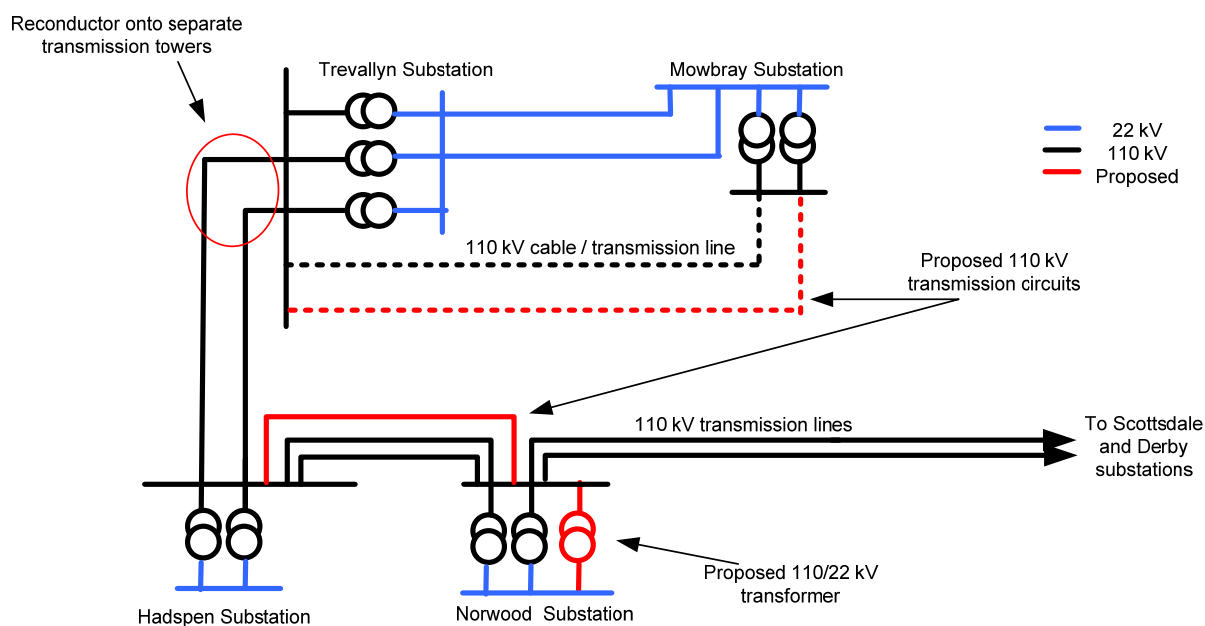 Reconductor onto separate
transmission towers
Trevallyn Substation
Mowbray Substation
22 kV
110 kV
Proposed
110 kV cable / transmission line
Proposed 110 kV
transmission circuits
110 kV transmission lines
To Scottsdale
and Derby
substations
Proposed 110/22 kV
transformer
Hadspen Substation
Norwood Substation